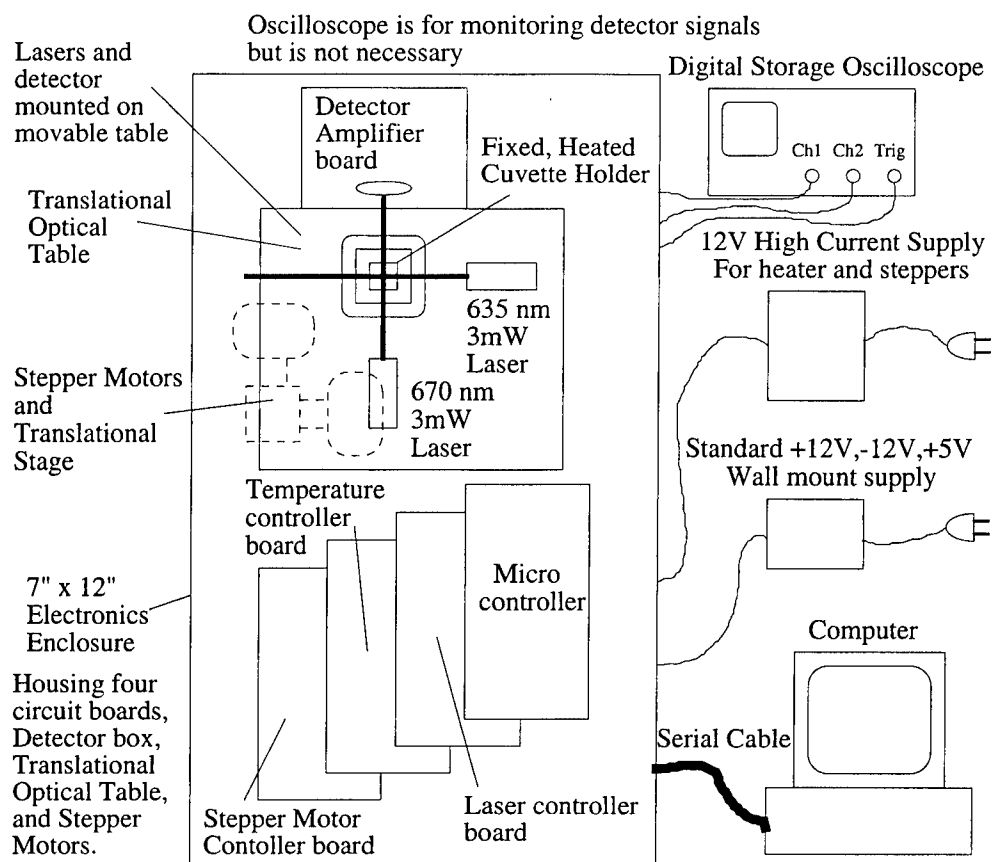 Oscilloscope is for monitoring detector signals
but is not necessary
Lasers and
detector
mounted on
movable table
Translational
Optical
Table
Stepper Motors
and
Translational
Stage
7" x 12"
Electronics
Enclosure
Housing four
circuit boards,
Detector box,
Translational
Optical Table,
and Stepper
Motors.
Detector
Amplifier
board
Fixed, Heated
Cuvette Holder
635 nm
3mW
Laser
670 nm
3mW
Laser
Temperature
controller
board
Micro
controller
Stepper Motor
Contoller board
Laser controller
board
Digital Storage Oscilloscope
Ch1 Ch2 Trig
12V High Current Supply
For heater and steppers
Standard +12V,-12V,+5V
Wall mount supply
Computer
Serial Cable